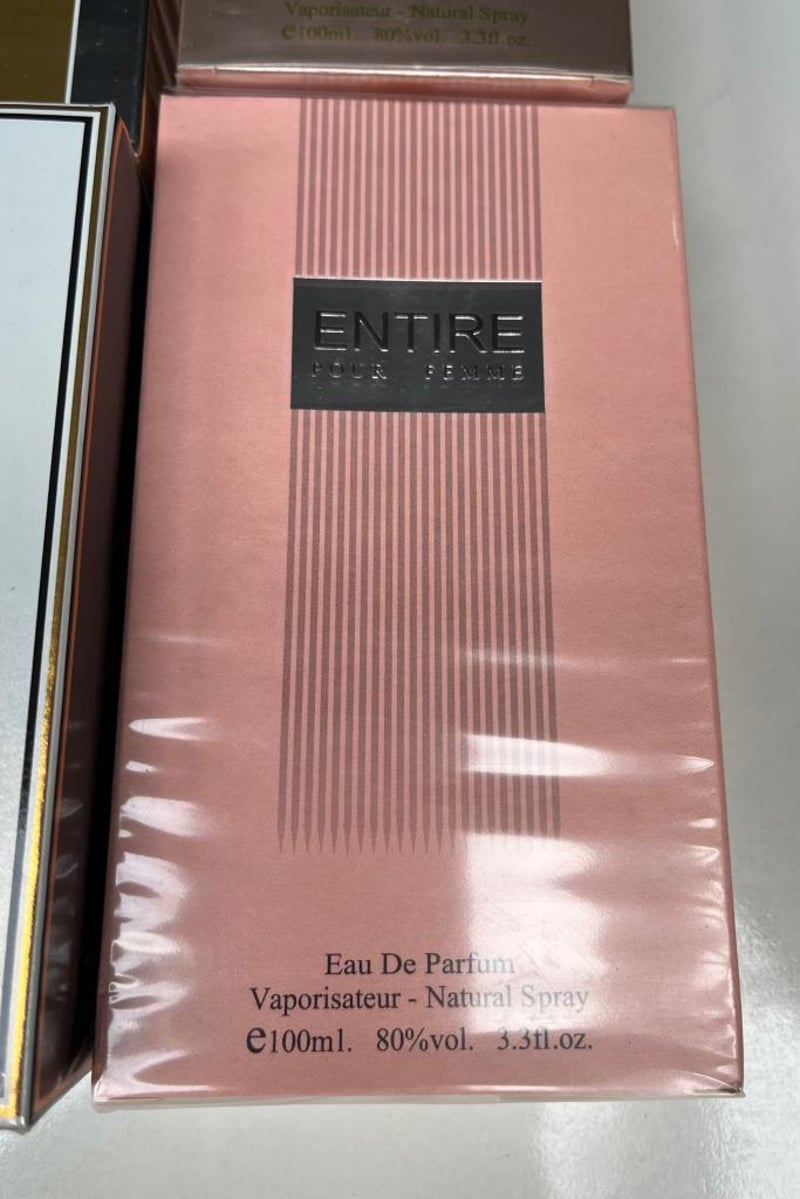 Vaporisateur - Natural Spray
e100ml. 80%vol. 3.3fl.oz.
ENTIRE
POUR FEMME
Eau De Parfum
Vaporisateur - Natural Spray
e100ml. 80%vol. 3.3fl.oz.